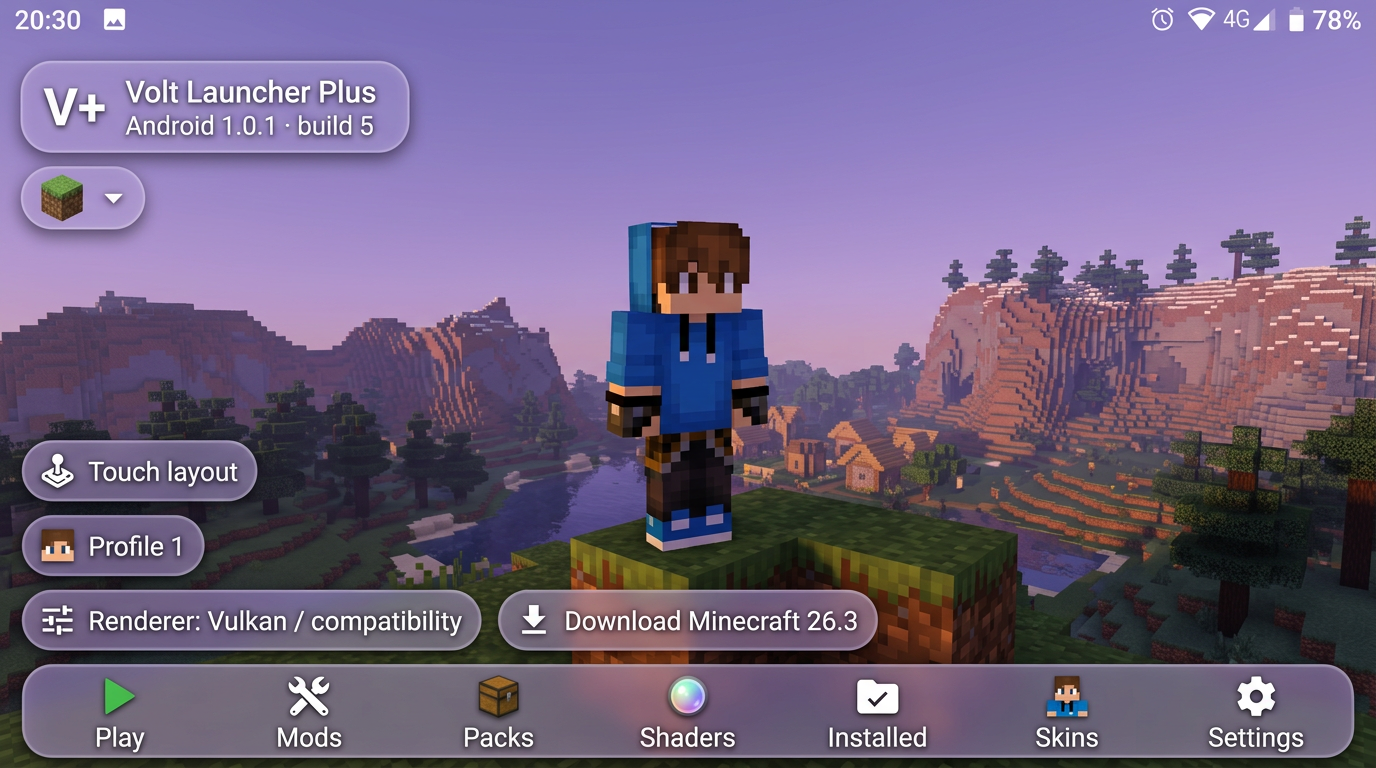 20:30
4G
78%
V+
Volt Launcher Plus
Android 1.0.1 · build 5
Touch layout
Profile 1
Renderer: Vulkan / compatibility
Download Minecraft 26.3
Play
Mods
Packs
Shaders
Installed
Skins
Settings